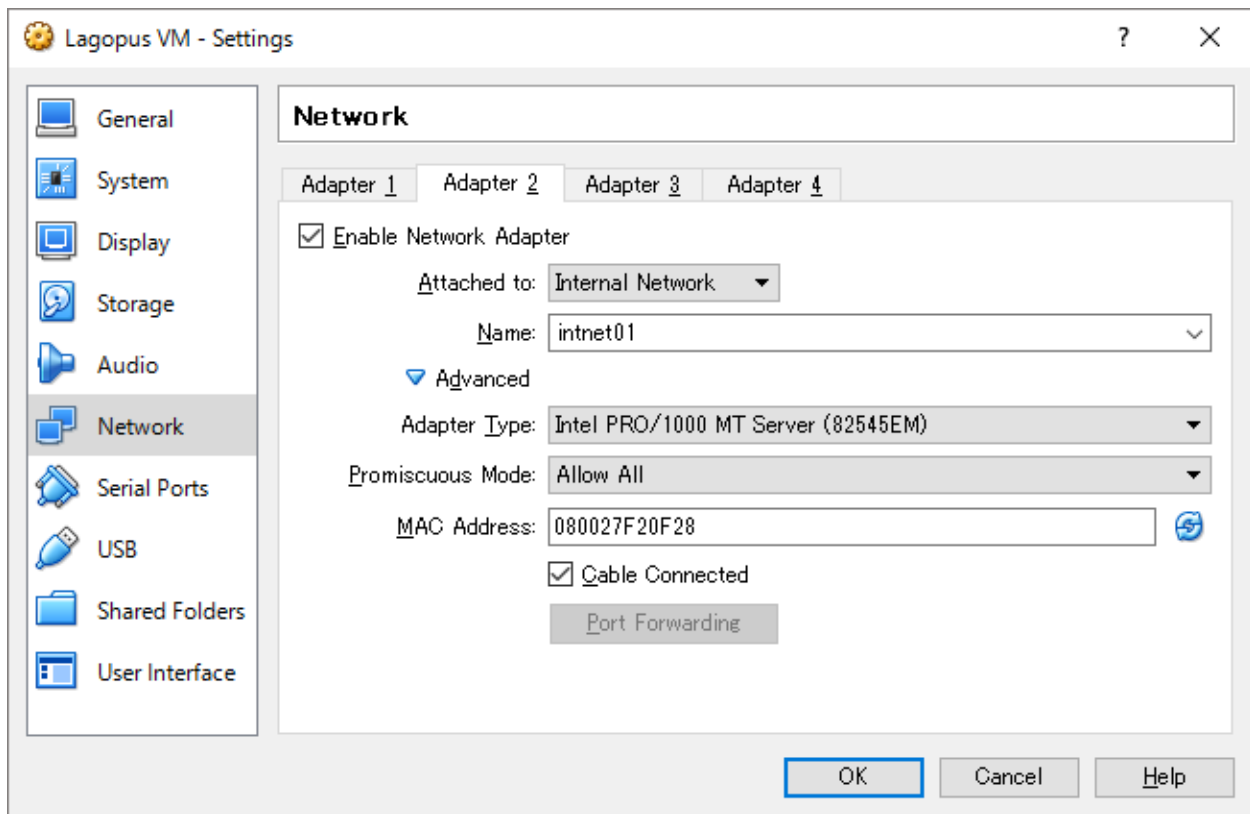 Lagopus VM - Settings
?
General
System
Display
Storage
Audio
Network
Serial Ports
USB
Shared Folders
User Interface
Network
Adapter 1 Adapter 2 Adapter 3 Adapter 4
Enable Network Adapter
Attached to: Internal Network
Name: intnet01
Advanced
Adapter Type: Intel PRO/1000 MT Server (82545EM)
Promiscuous Mode: Allow All
MAC Address: 080027F20F28
Cable Connected
Port Forwarding
OK Cancel Help